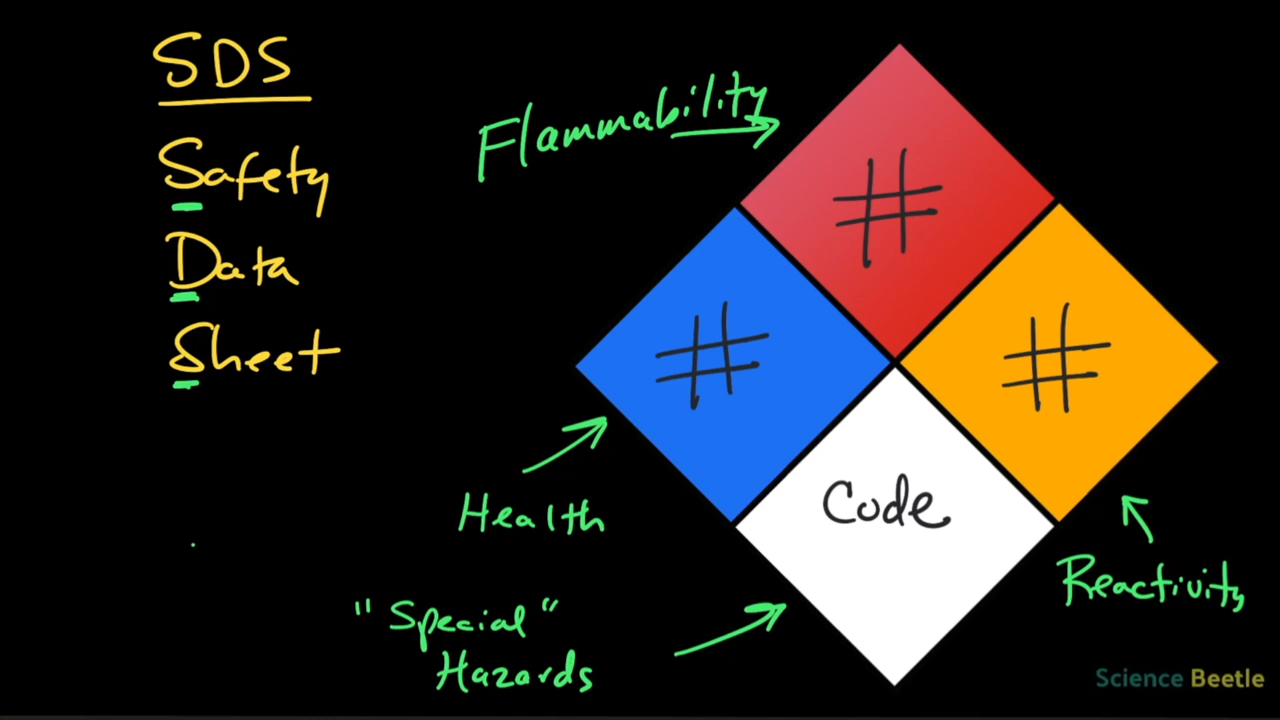 SDS
Safety
Data
Sheet
Flammability
#
#
#
Health
Code
Reactivity
"Special"
Hazards
Science Beetle